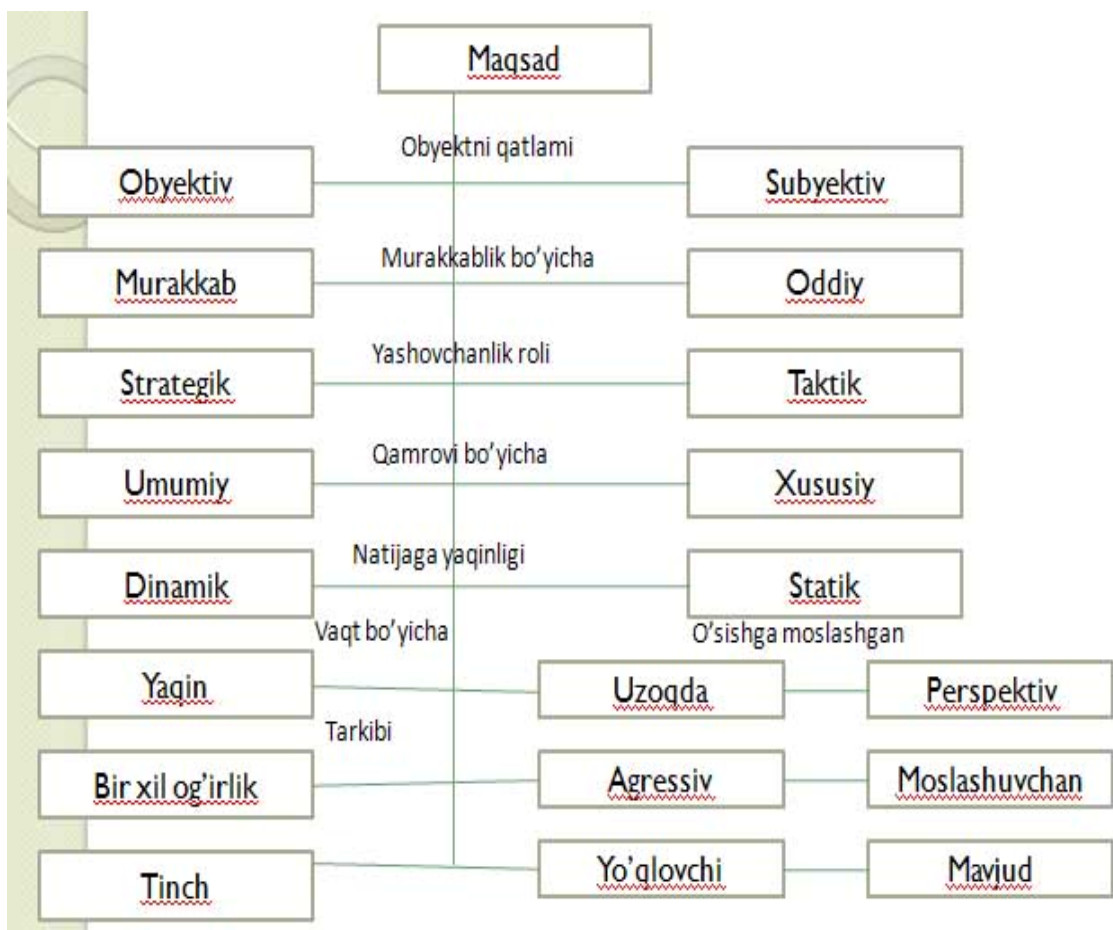 Maqsad
Obyektni qatlami
Obyektiv
Subyektiv
Murakkablik bo’yicha
Murakkab
Oddiy
Yashovchanlik roli
Strategik
Taktik
Qamrovi bo’yicha
Umumiy
Xususiy
Natijaga yaqinligi
Dinamik
Statik
Vaqt bo’yicha
O’sishga moslashgan
Yaqin
Uzoqda
Perspektiv
Tarkibi
Bir xil og’irlik
Agressiv
Moslashuvchan
Tinch
Yo’qlovchi
Mavjud